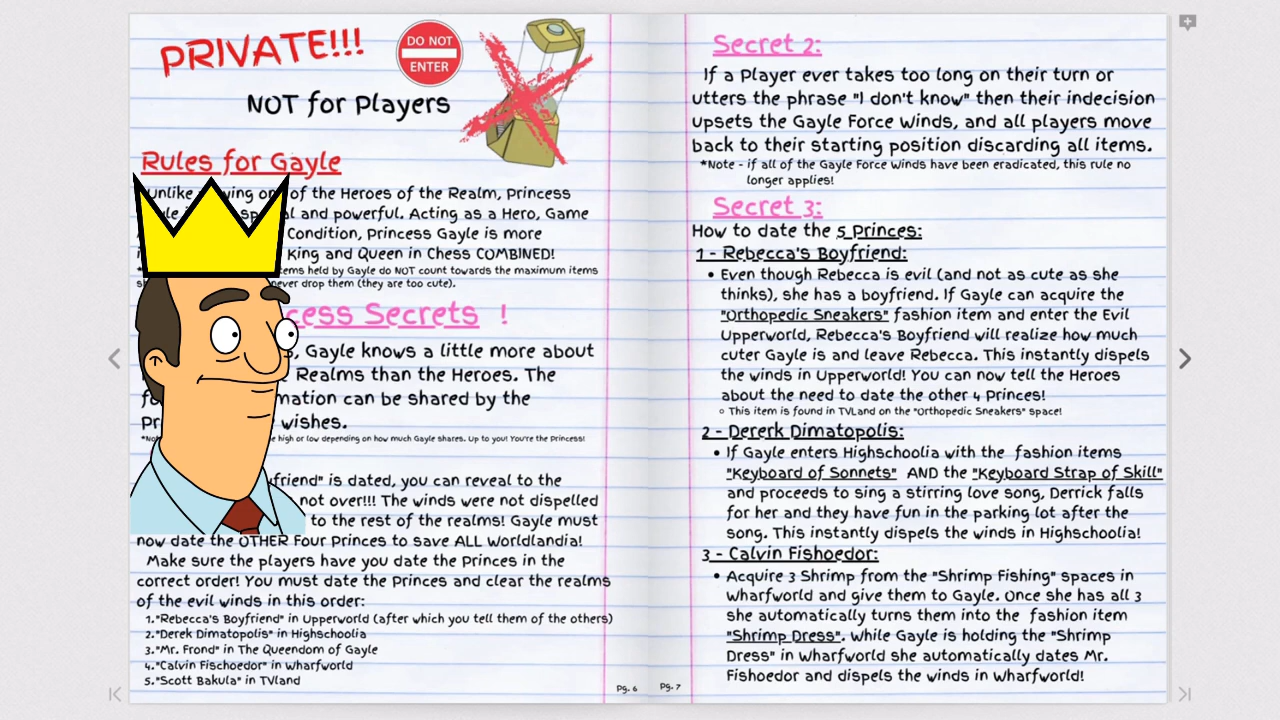 PRIVATE!!!
DO NOT
ENTER
NOT for Players
Rules for Gayle
Unlike of the Heroes of the Realm, Princess
and powerful. Acting as a Hero, Game
Condition, Princess Gayle is more
King and Queen in Chess COMBINED!
held by Gayle do NOT count towards the maximum items
never drop them (they are too cute).
cess Secrets !
, Gayle knows a little more about
Realms than the Heroes. The
mation can be shared by the
wishes.
high or low depending on how much Gayle shares. Up to you! You're the Princess!
friend" is dated, you can reveal to the
not over!!! The winds were not dispelled
to the rest of the realms! Gayle must
now date the OTHER Four Princes to save ALL Worldlandia!
Make sure the players have you date the Princes in the
correct order! You must date the Princes and clear the realms
of the evil winds in this order:
1."Rebecca's Boyfriend" in Upperworld (after which you tell them of the others)
2."Derek Dimatopolis" in Highschoolia
3."Mr. Frond" in The Queendom of Gayle
4."Calvin Fischoedor" in Wharfworld
5."Scott Bakula" in TVland
Pg. 6
Secret 2:
If a Player ever takes too long on their turn or
utters the phrase "I don't know" then their indecision
upsets the Gayle Force Winds, and all players move
back to their starting position discarding all items.
*Note - if all of the Gayle Force Winds have been eradicated, this rule no
longer applies!
Secret 3:
How to date the 5 Princes:
1 - Rebecca's Boyfriend:
• Even though Rebecca is evil (and not as cute as she
thinks), she has a boyfriend. If Gayle can acquire the
"Orthopedic Sneakers" fashion item and enter the Evil
Upperworld, Rebecca's Boyfriend will realize how much
cuter Gayle is and leave Rebecca. This instantly dispels
the winds in Upperworld! You can now tell the Heroes
about the need to date the other 4 Princes!
○ This item is found in TVLand on the "Orthopedic Sneakers" space!
2 - Dererk Dimatopolis:
• If Gayle enters Highschoolia with the fashion items
"Keyboard of Sonnets" AND the "Keyboard Strap of Skill"
and proceeds to sing a stirring love song, Derrick falls
for her and they have fun in the parking lot after the
song. This instantly dispels the winds in Highschoolia!
3 - Calvin Fishoedor:
• Acquire 3 Shrimp from the "Shrimp Fishing" spaces in
Wharfworld and give them to Gayle. Once she has all 3
she automatically turns them into the fashion item
"Shrimp Dress". While Gayle is holding the "Shrimp
Dress" in Wharfworld she automatically dates Mr.
Fishoedor and dispels the winds in Wharfworld!
Pg. 7